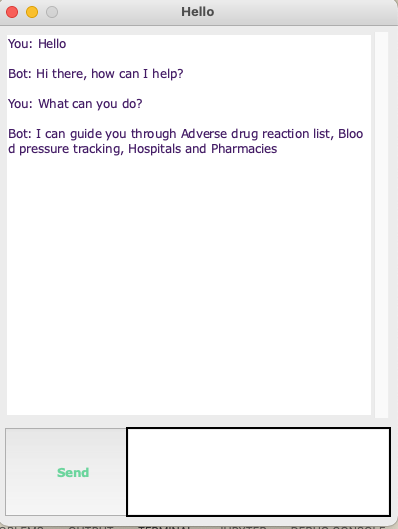 Hello
You: Hello
Bot: Hi there, how can I help?
You: What can you do?
Bot: I can guide you through Adverse drug reaction list, Bloo
d pressure tracking, Hospitals and Pharmacies
Send